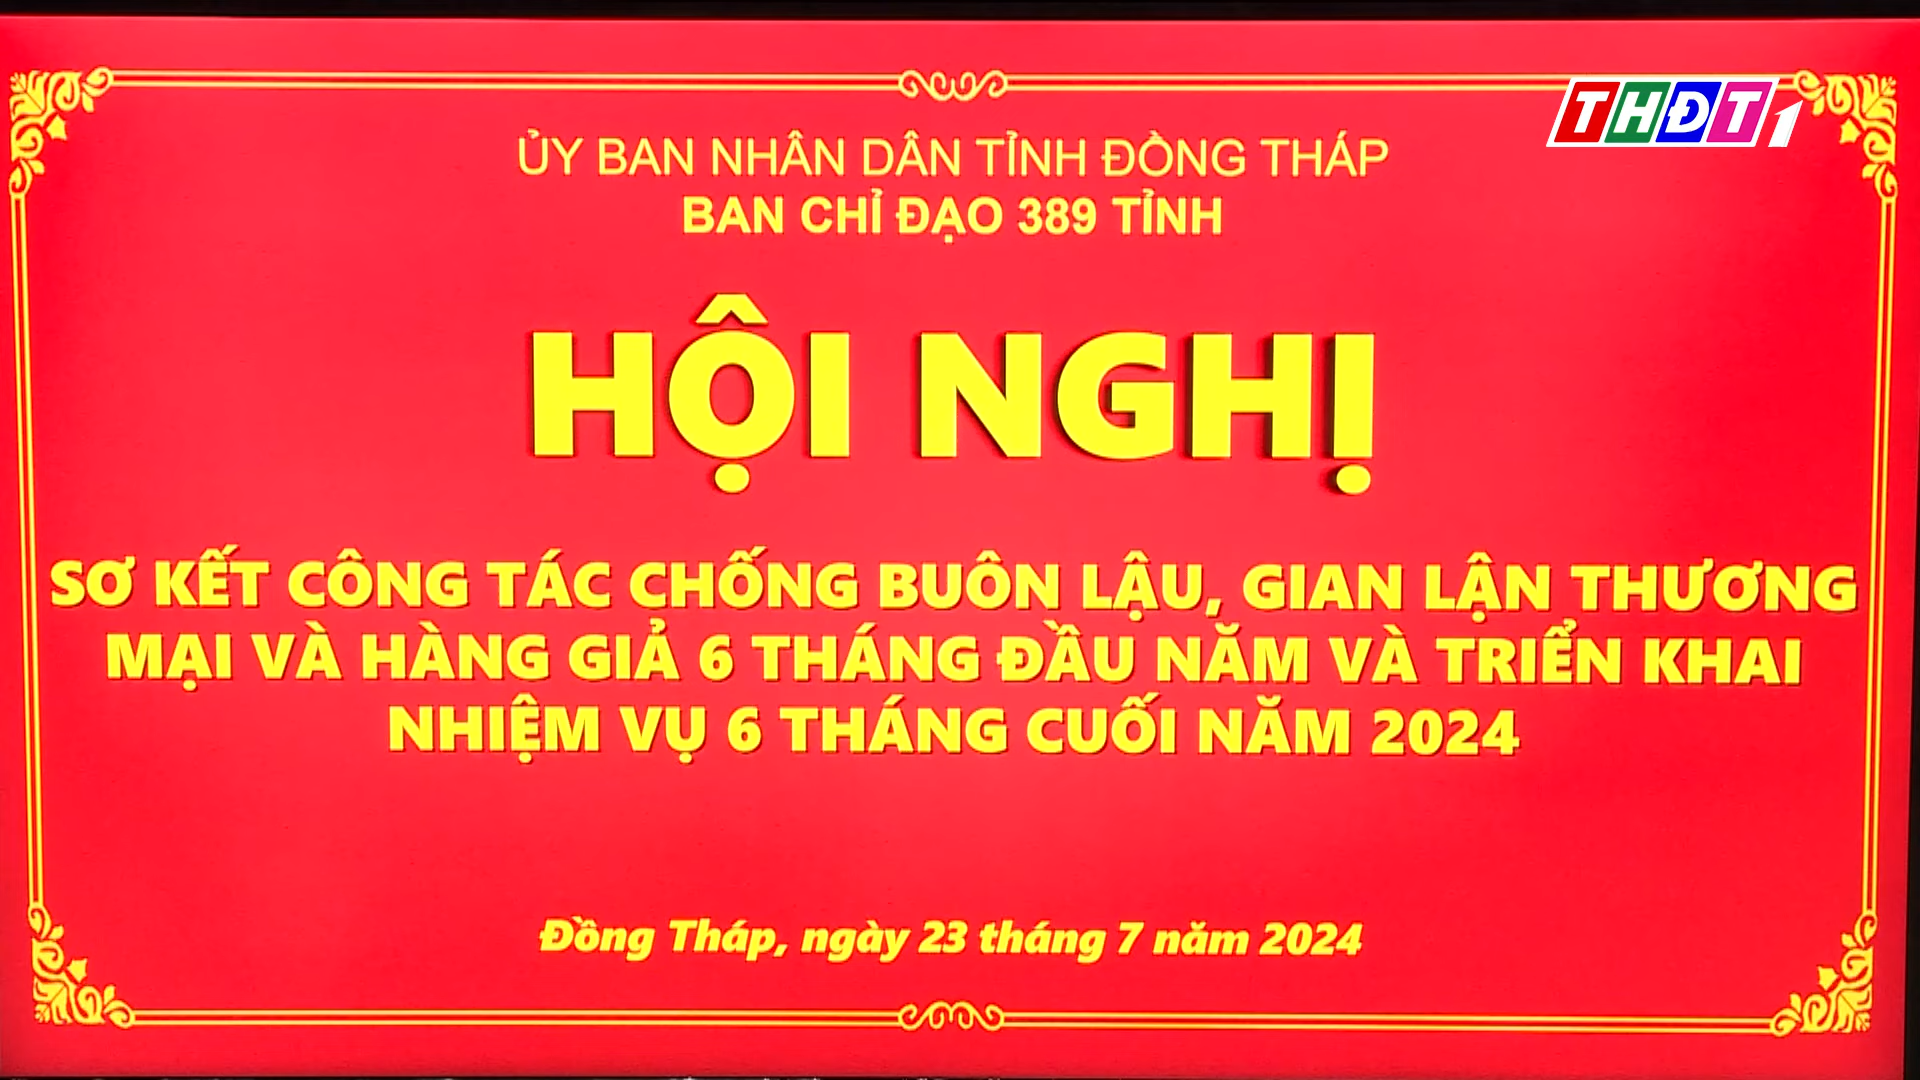 THĐT1
ỦY BAN NHÂN DÂN TỈNH ĐỒNG THÁP
BAN CHỈ ĐẠO 389 TỈNH
HỘI NGHỊ
SƠ KẾT CÔNG TÁC CHỐNG BUÔN LẬU, GIAN LẬN THƯƠNG
MẠI VÀ HÀNG GIẢ 6 THÁNG ĐẦU NĂM VÀ TRIỂN KHAI
NHIỆM VỤ 6 THÁNG CUỐI NĂM 2024
Đồng Tháp, ngày 23 tháng 7 năm 2024